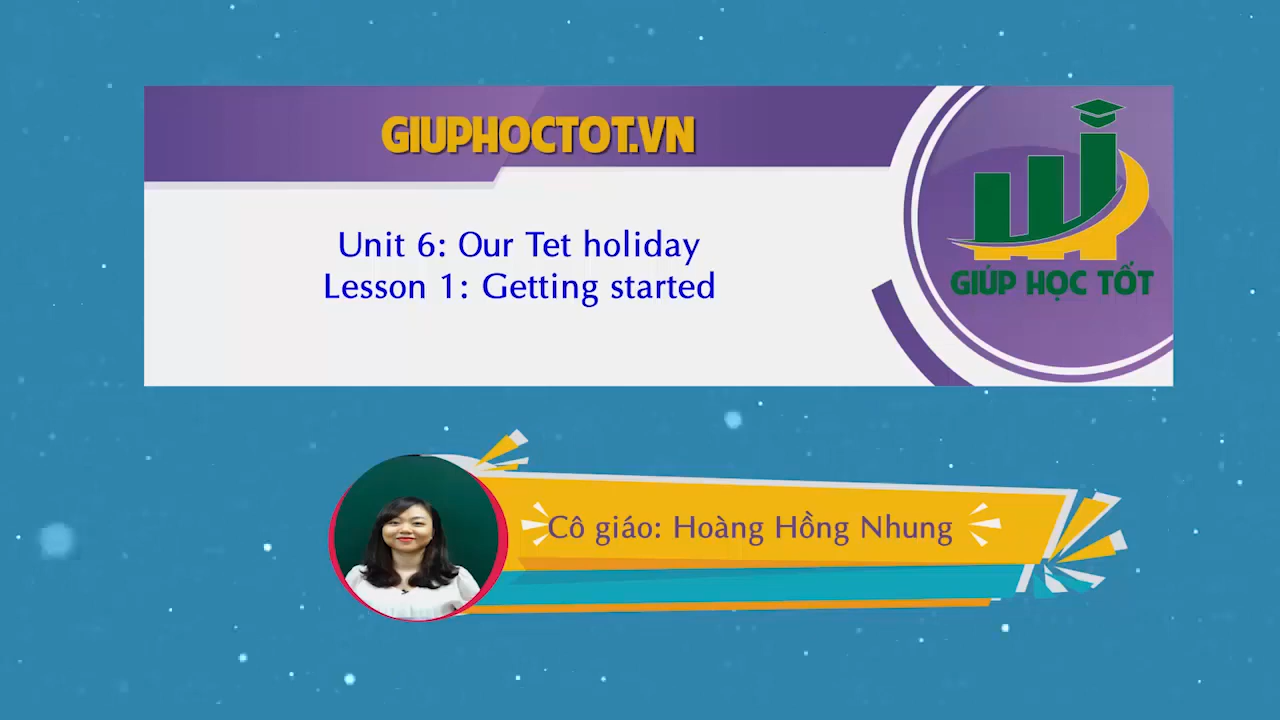 GIUPHOCTOT.VN
Unit 6: Our Tet holiday
Lesson 1: Getting started
GIÚP HỌC TỐT
Cô giáo: Hoàng Hồng Nhung